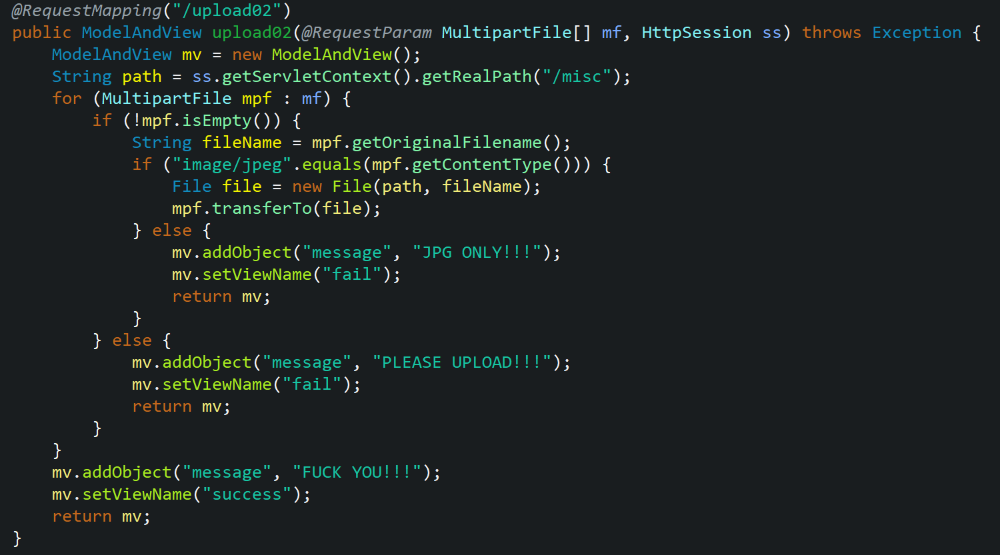 @RequestMapping("/upload02")
public ModelAndView upload02(@RequestParam MultipartFile[] mf, HttpSession ss) throws Exception {
    ModelAndView mv = new ModelAndView();
    String path = ss.getServletContext().getRealPath("/misc");
    for (MultipartFile mpf : mf) {
        if (!mpf.isEmpty()) {
            String fileName = mpf.getOriginalFilename();
            if ("image/jpeg".equals(mpf.getContentType())) {
                File file = new File(path, fileName);
                mpf.transferTo(file);
            } else {
                mv.addObject("message", "JPG ONLY!!!");
                mv.setViewName("fail");
                return mv;
            }
        } else {
            mv.addObject("message", "PLEASE UPLOAD!!!");
            mv.setViewName("fail");
            return mv;
        }
    }
    mv.addObject("message", "FUCK YOU!!!");
    mv.setViewName("success");
    return mv;
}